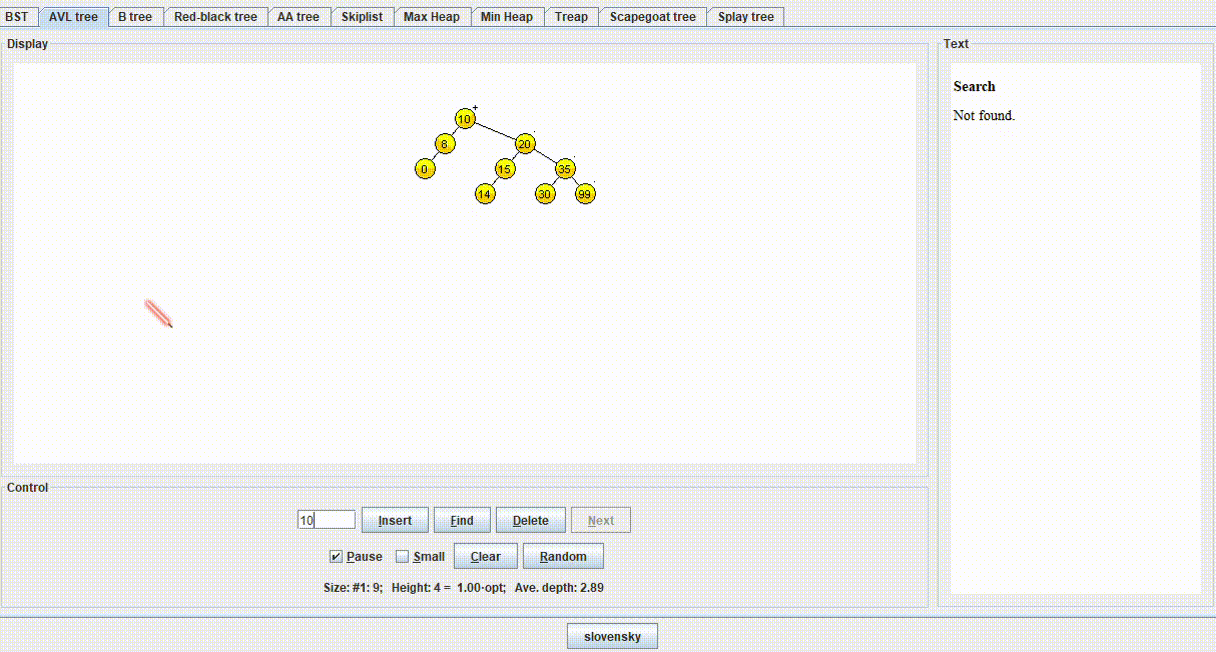 BST AVL tree B tree Red-black tree AA tree Skiplist Max Heap Min Heap Treap Scapegoat tree Splay tree
Display
10
8 20
0 15 35
14 30 99
Text
Search
Not found.
Control
10 Insert Find Delete Next
Pause Small Clear Random
Size: #1: 9; Height: 4 = 1.00·opt; Ave. depth: 2.89
slovensky